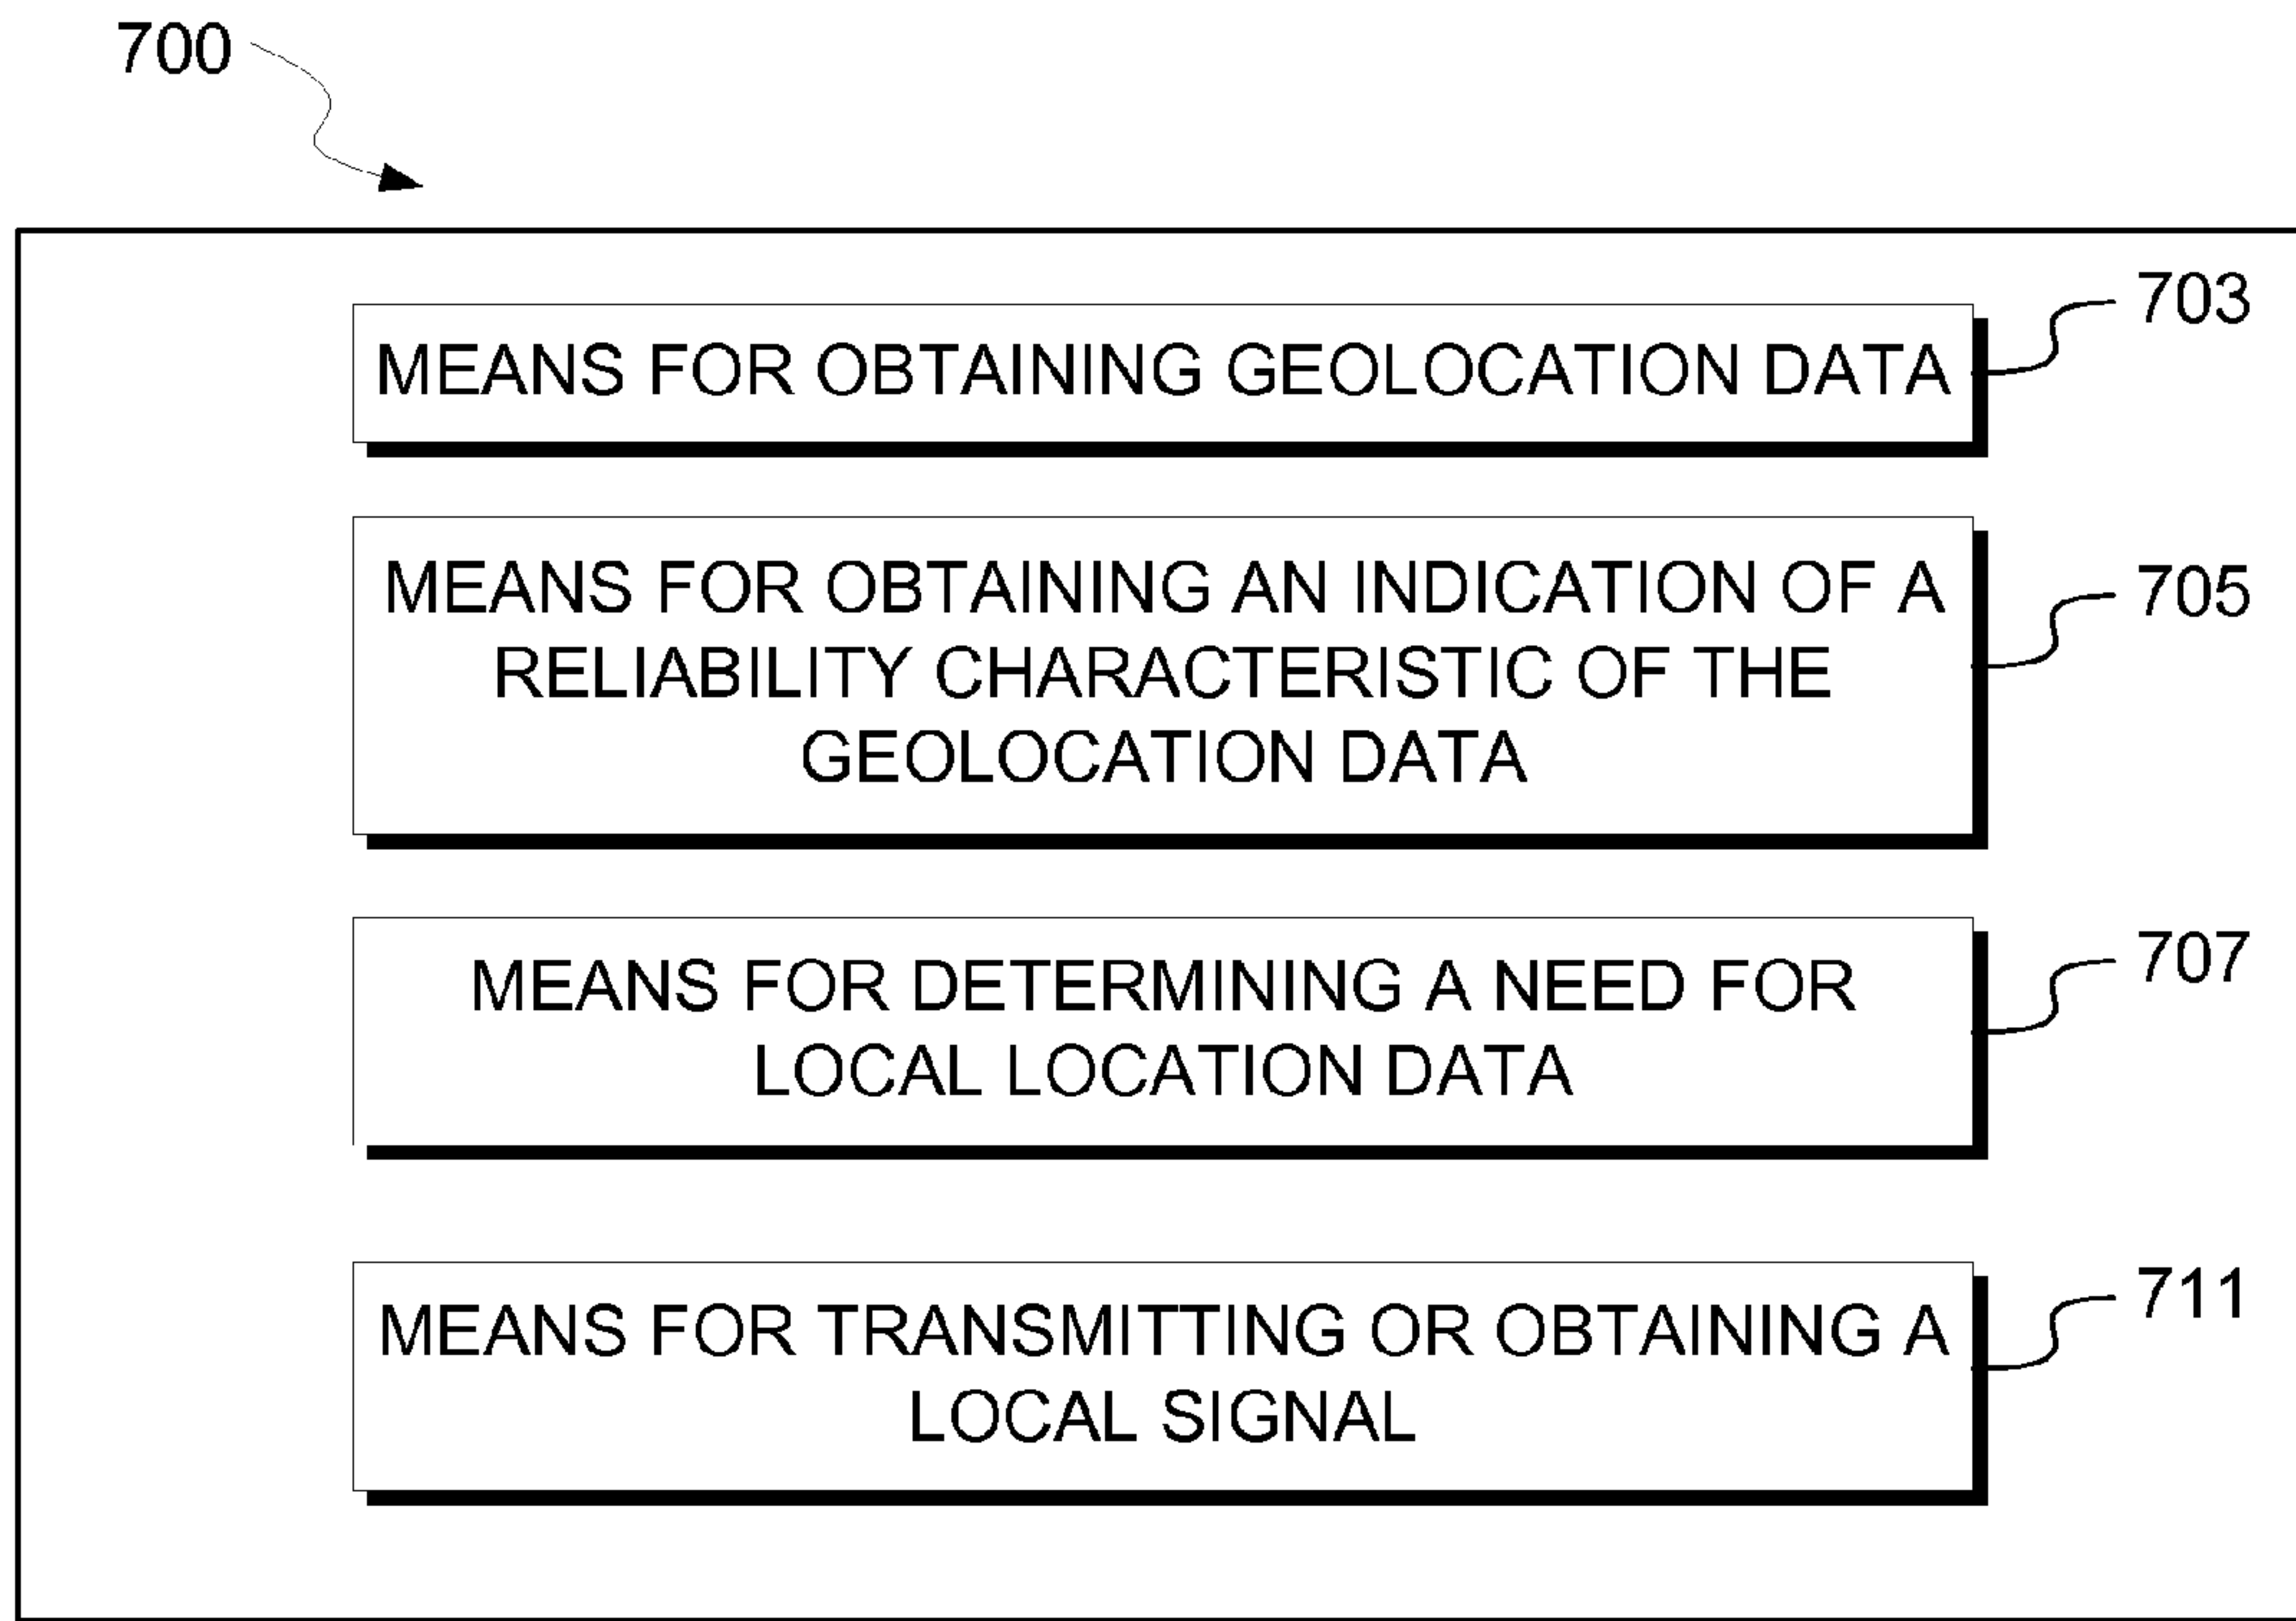 700
703
MEANS FOR OBTAINING GEOLOCATION DATA
705
MEANS FOR OBTAINING AN INDICATION OF A
RELIABILITY CHARACTERISTIC OF THE
GEOLOCATION DATA
707
MEANS FOR DETERMINING A NEED FOR
LOCAL LOCATION DATA
711
MEANS FOR TRANSMITTING OR OBTAINING A
LOCAL SIGNAL